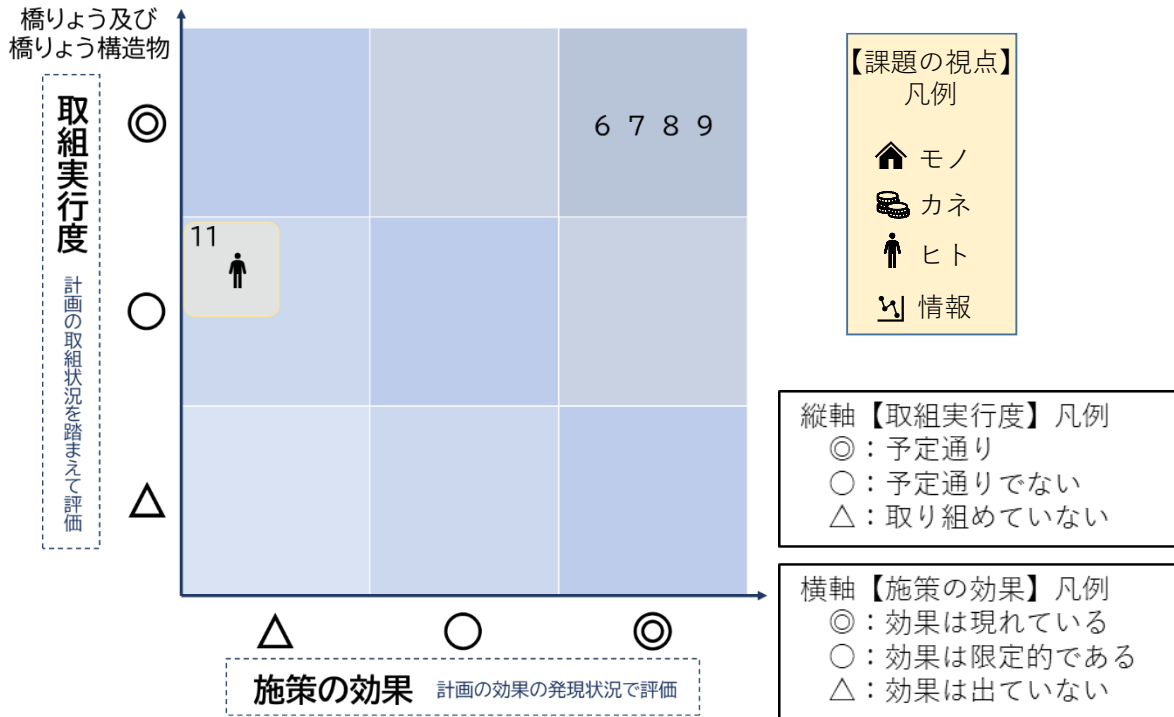 橋りょう及び
橋りょう構造物
取組実行度
計画の取組状況を踏まえて評価
◎
○
△
6 7 8 9
11
△
○
◎
施策の効果 計画の効果の発現状況で評価
【課題の視点】
凡例
モノ
カネ
ヒト
情報
縦軸【取組実行度】凡例
◎：予定通り
○：予定通りでない
△：取り組めていない
横軸【施策の効果】凡例
◎：効果は現れている
○：効果は限定的である
△：効果は出ていない